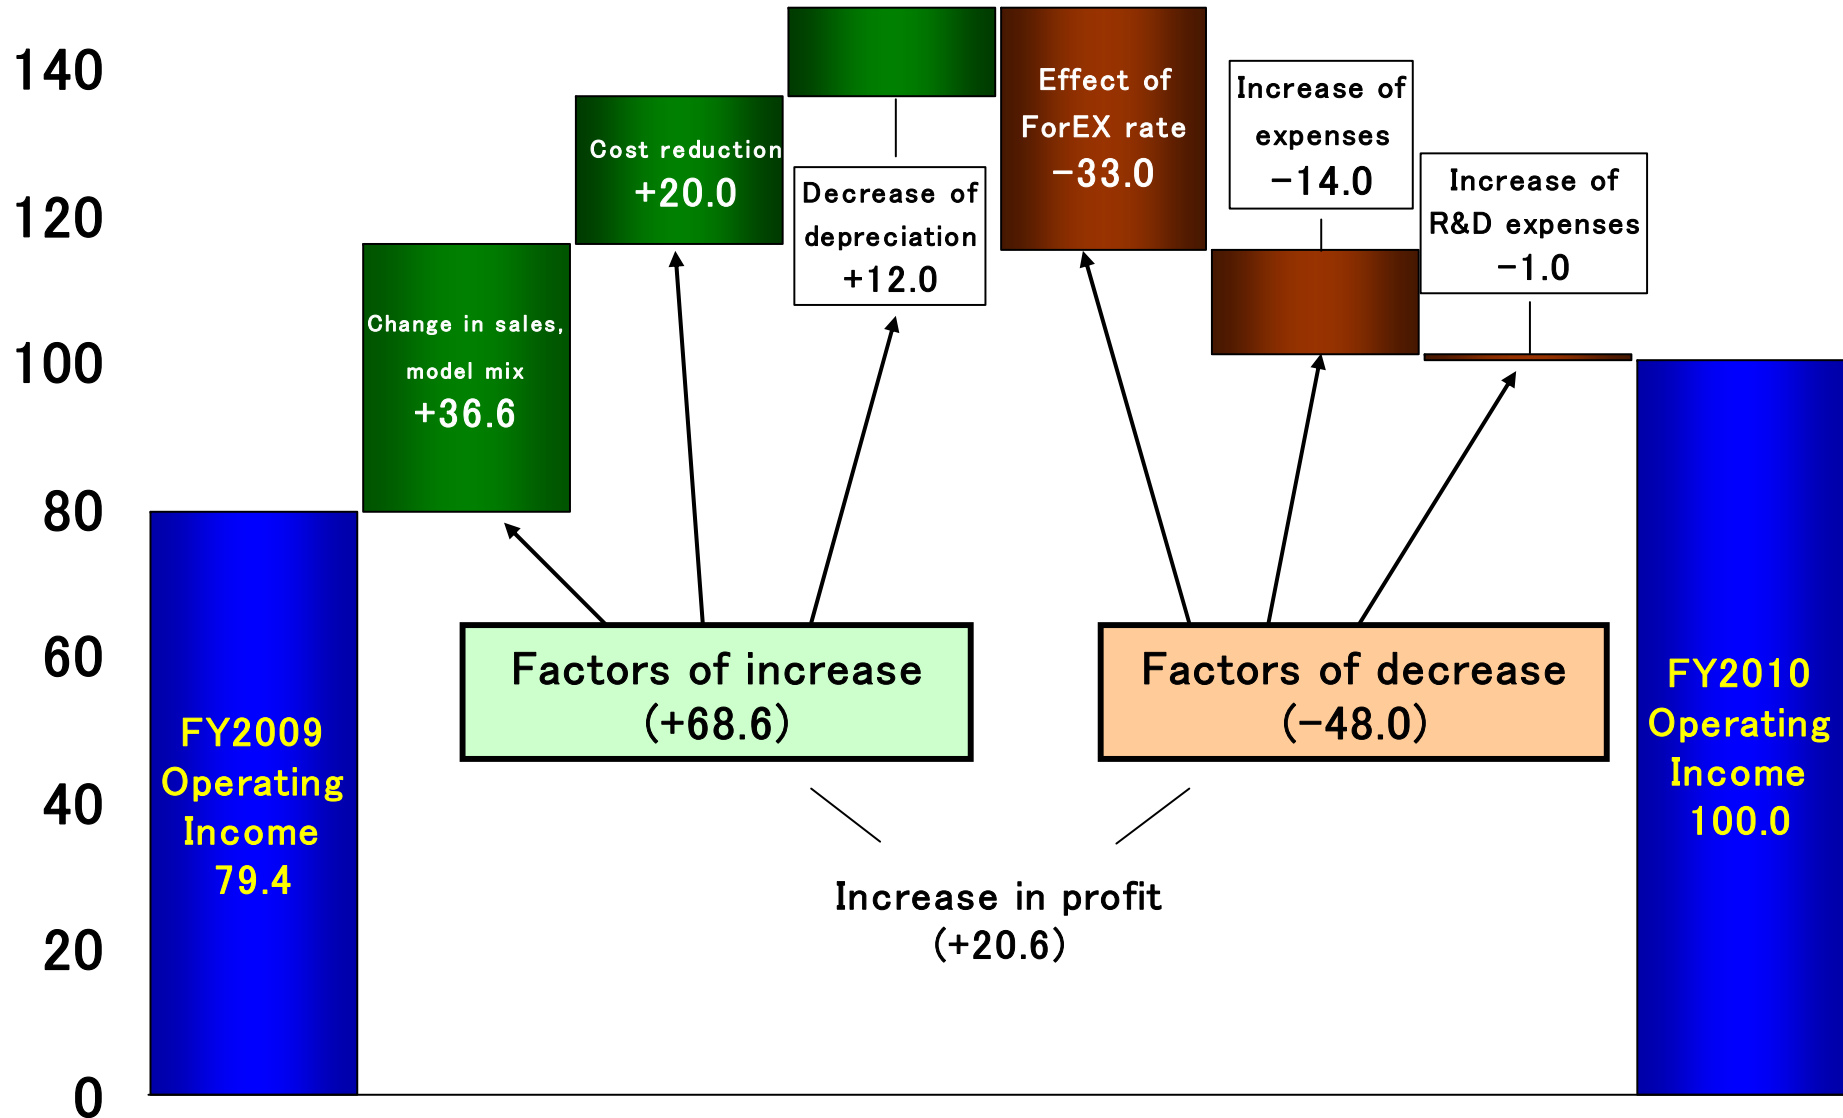 140
120
100
80
60
40
20
0
FY2009
Operating
Income
79.4
Change in sales,
model mix
+36.6
Cost reduction
+20.0
Decrease of
depreciation
+12.0
Effect of
ForEX rate
-33.0
Increase of
expenses
-14.0
Increase of
R&D expenses
-1.0
Factors of increase
(+68.6)
Factors of decrease
(-48.0)
Increase in profit
(+20.6)
FY2010
Operating
Income
100.0